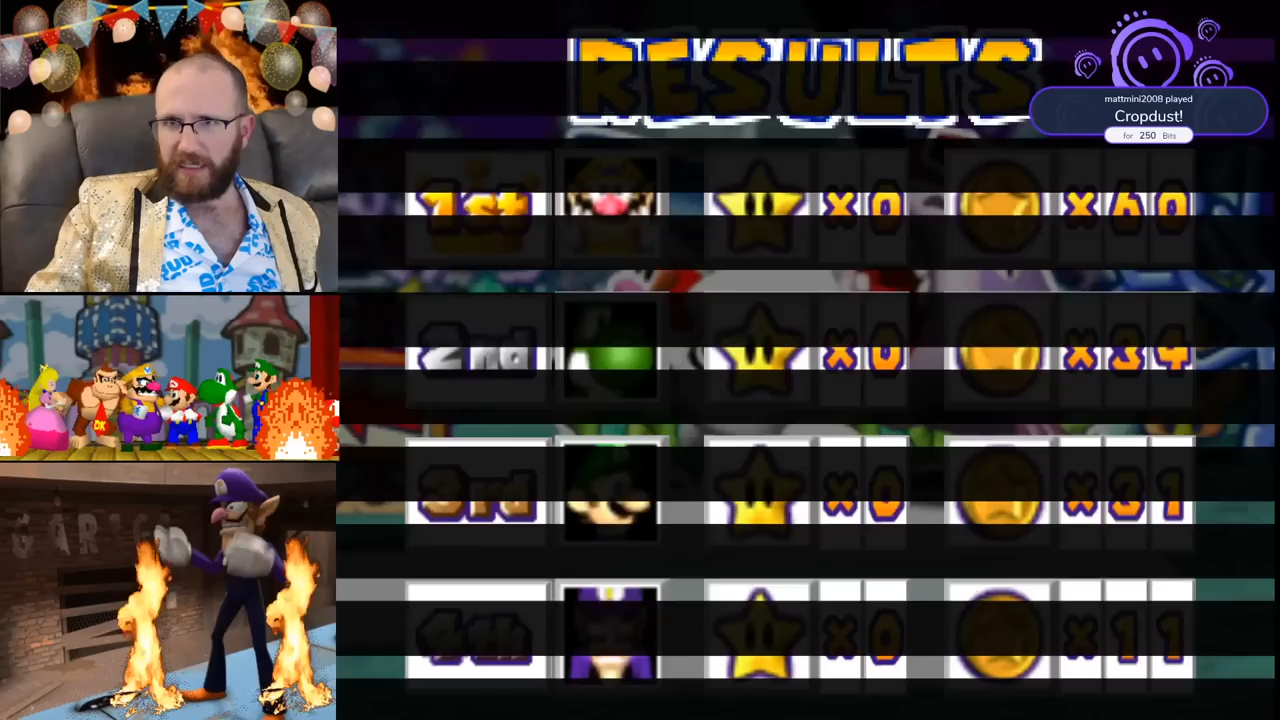 RESULTS
mattmini2008 played
Cropdust!
for 250 Bits
1st × 0 × 60
2nd × 0 × 34
3rd × 0 × 31
4th × 0 × 11
DK